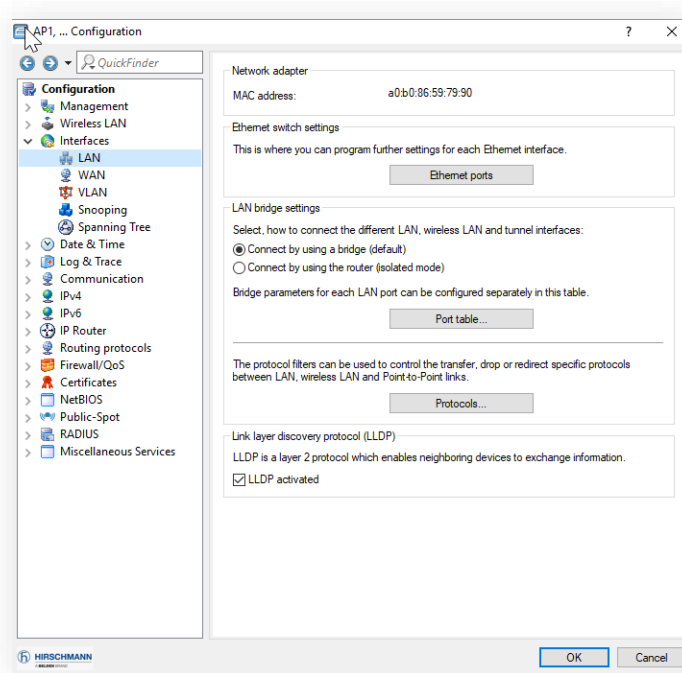 AP1, ... Configuration
?
QuickFinder
Configuration
Management
Wireless LAN
Interfaces
LAN
WAN
VLAN
Snooping
Spanning Tree
Date & Time
Log & Trace
Communication
IPv4
IPv6
IP Router
Routing protocols
Firewall/QoS
Certificates
NetBIOS
Public-Spot
RADIUS
Miscellaneous Services
Network adapter
MAC address: a0:b0:86:59:79:90
Ethernet switch settings
This is where you can program further settings for each Ethernet interface.
Ethernet ports
LAN bridge settings
Select, how to connect the different LAN, wireless LAN and tunnel interfaces:
Connect by using a bridge (default)
Connect by using the router (isolated mode)
Bridge parameters for each LAN port can be configured separately in this table.
Port table...
The protocol filters can be used to control the transfer, drop or redirect specific protocols
between LAN, wireless LAN and Point-to-Point links.
Protocols...
Link layer discovery protocol (LLDP)
LLDP is a layer 2 protocol which enables neighboring devices to exchange information.
LLDP activated
HIRSCHMANN
A BELDEN BRAND
OK
Cancel